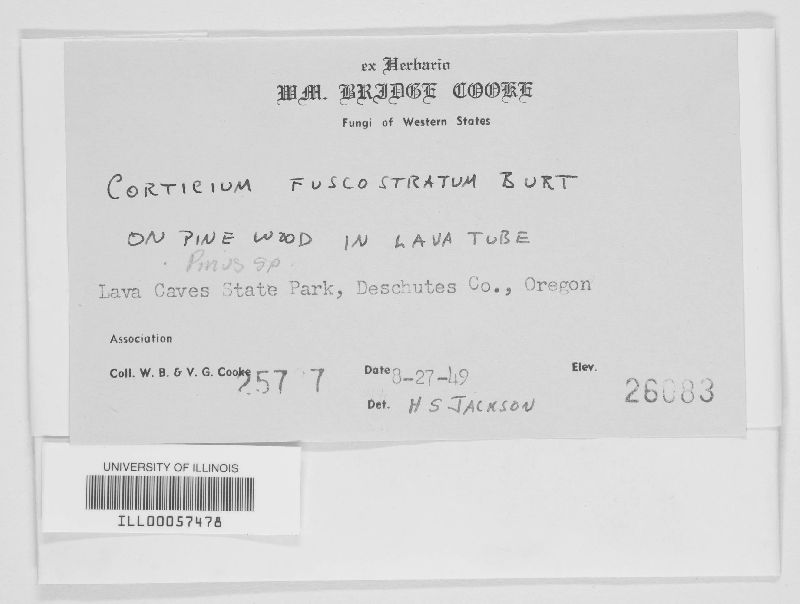 ex Herbario
WM. BRIDGE COOKE
Fungi of Western States
CORTICIUM FUSCOSTRATUM BURT
ON PINE WOOD IN LAVA TUBE
Pinus sp.
Lava Caves State Park, Deschutes Co., Oregon
Association
Coll. W. B. & V. G. Cooke Date 8-27-49 Elev.
Det. H S JACKSON 26083
UNIVERSITY OF ILLINOIS
ILL00057478